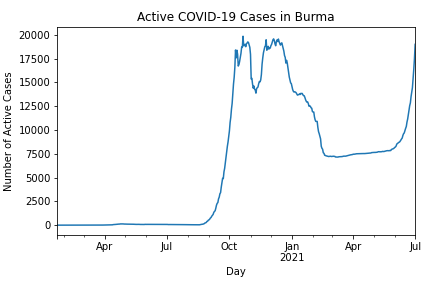 Active COVID-19 Cases in Burma
Number of Active Cases
20000
17500
15000
12500
10000
7500
5000
2500
0
Apr
Jul
Oct
Jan
2021
Apr
Jul
Day